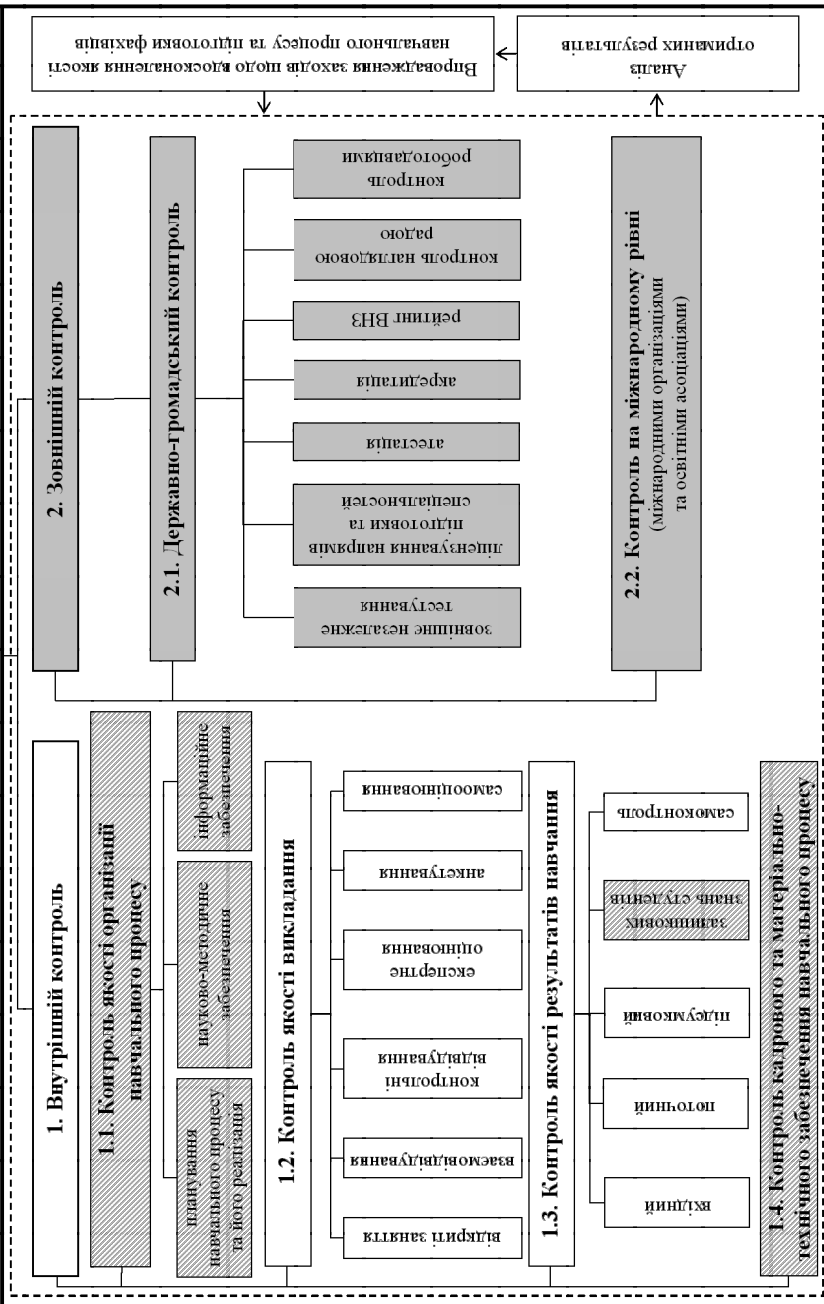 1. Внутрішній контроль
1.1. Контроль якості організації
навчального процесу
планування
навчального процесу
та його реалізація
науково-методичне
забезпечення
інформаційне
забезпечення
1.2. Контроль якості викладання
відкриті заняття
взаємовідвідування
контрольні
відвідування
експертне
оцінювання
анкетування
самооцінювання
1.3. Контроль якості результатів навчання
вхідний
поточний
підсумковий
залишкових
знань студентів
самоконтроль
1.4. Контроль кадрового та матеріально-
технічного забезпечення навчального процесу
2. Зовнішній контроль
2.1. Державно-громадський контроль
зовнішнє незалежне
тестування
ліцензування напрямів
підготовки та
спеціальностей
атестація
акредитація
рейтинг ВНЗ
контроль наглядовою
радою
контроль
роботодавцями
2.2. Контроль на міжнародному рівні
(міжнародними організаціями
та освітніми асоціаціями)
Впровадження заходів щодо вдосконалення якості
навчального процесу та підготовки фахівців
Аналіз
отриманих результатів